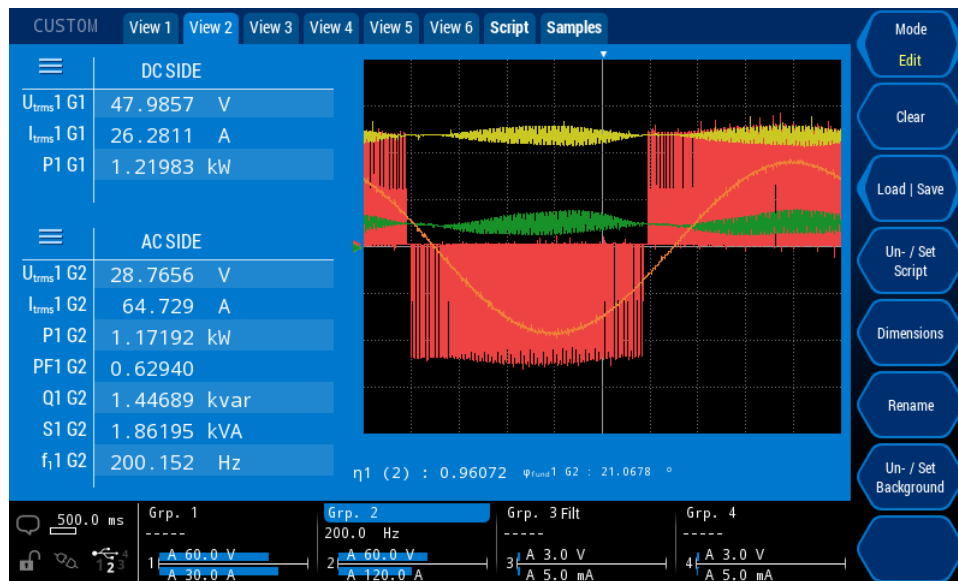 CUSTOM View 1 View 2 View 3 View 4 View 5 View 6 Script Samples
Mode
Edit
Clear
Load | Save
Un- / Set
Script
Dimensions
Rename
Un- / Set
Background
DC SIDE
Utrms1 G1 47.9857 V
Itrms1 G1 26.2811 A
P1 G1 1.21983 kW
AC SIDE
Utrms1 G2 28.7656 V
Itrms1 G2 64.729 A
P1 G2 1.17192 kW
PF1 G2 0.62940
Q1 G2 1.44689 kvar
S1 G2 1.86195 kVA
f₁1 G2 200.152 Hz
η1 (2) : 0.96072 φfund1 G2 : 21.0678 °
500.0 ms
4
123
Grp. 1
-----
1 A 60.0 V
A 30.0 A
Grp. 2
200.0 Hz
2 A 60.0 V
A 120.0 A
Grp. 3 Filt
-----
3 A 3.0 V
A 5.0 mA
Grp. 4
-----
4 A 3.0 V
A 5.0 mA